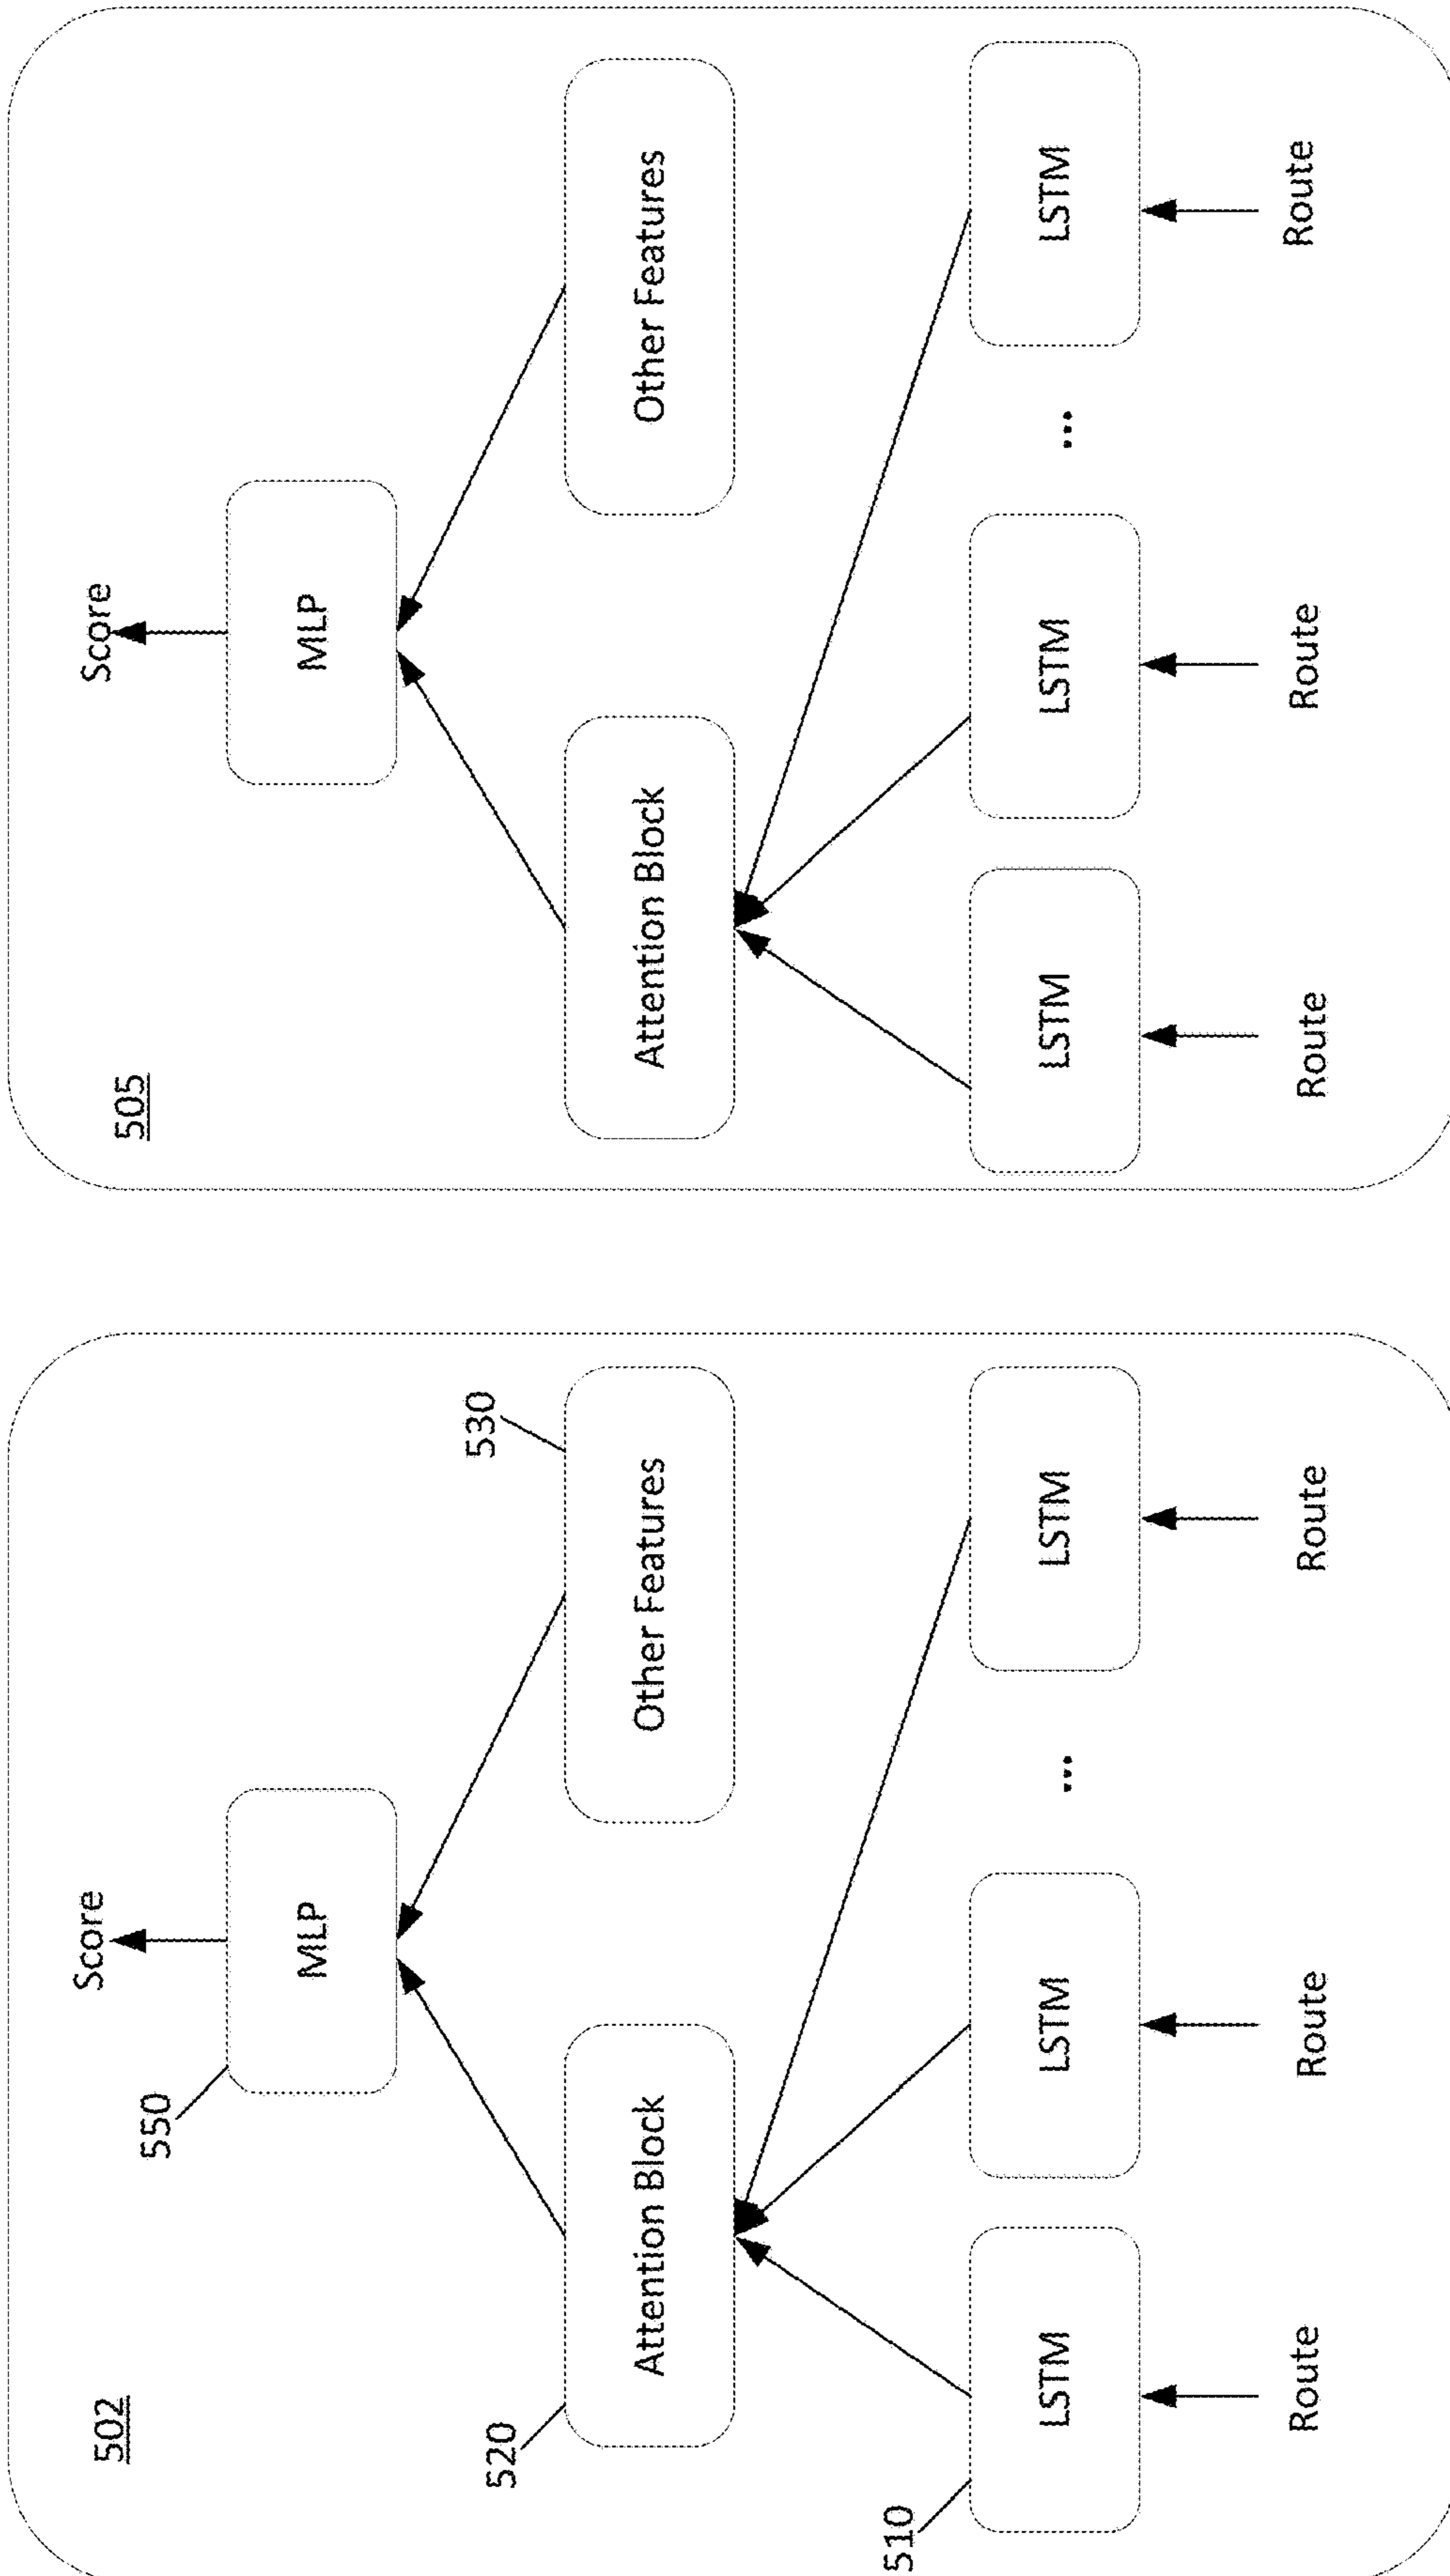 502
Score
550
MLP
530
520
Attention Block
Other Features
510
LSTM
LSTM
...
LSTM
Route
Route
Route
505
Score
MLP
Attention Block
Other Features
LSTM
LSTM
...
LSTM
Route
Route
Route